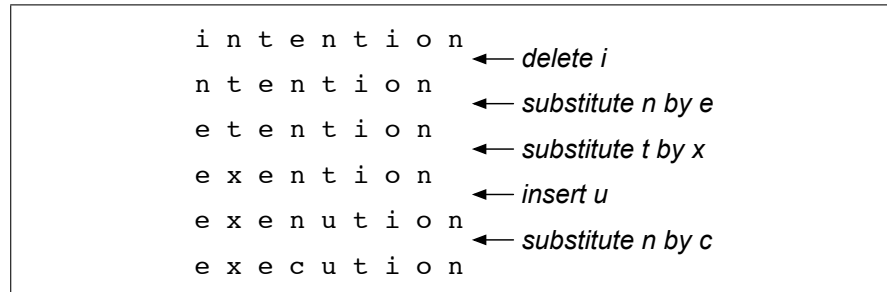 i n t e n t i o n
delete i
n t e n t i o n
substitute n by e
e t e n t i o n
substitute t by x
e x e n t i o n
insert u
e x e n u t i o n
substitute n by c
e x e c u t i o n